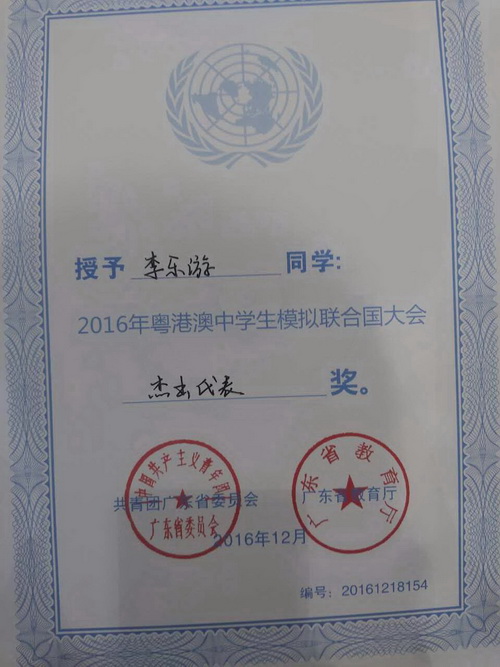 授予 李乐游 同学:
2016年粤港澳中学生模拟联合国大会
杰出代表 奖。
中国共产主义青年团
广东省委员会
广东省教育厅
共青团广东省委员会 广东省教育厅
2016年12月
编号: 20161218154